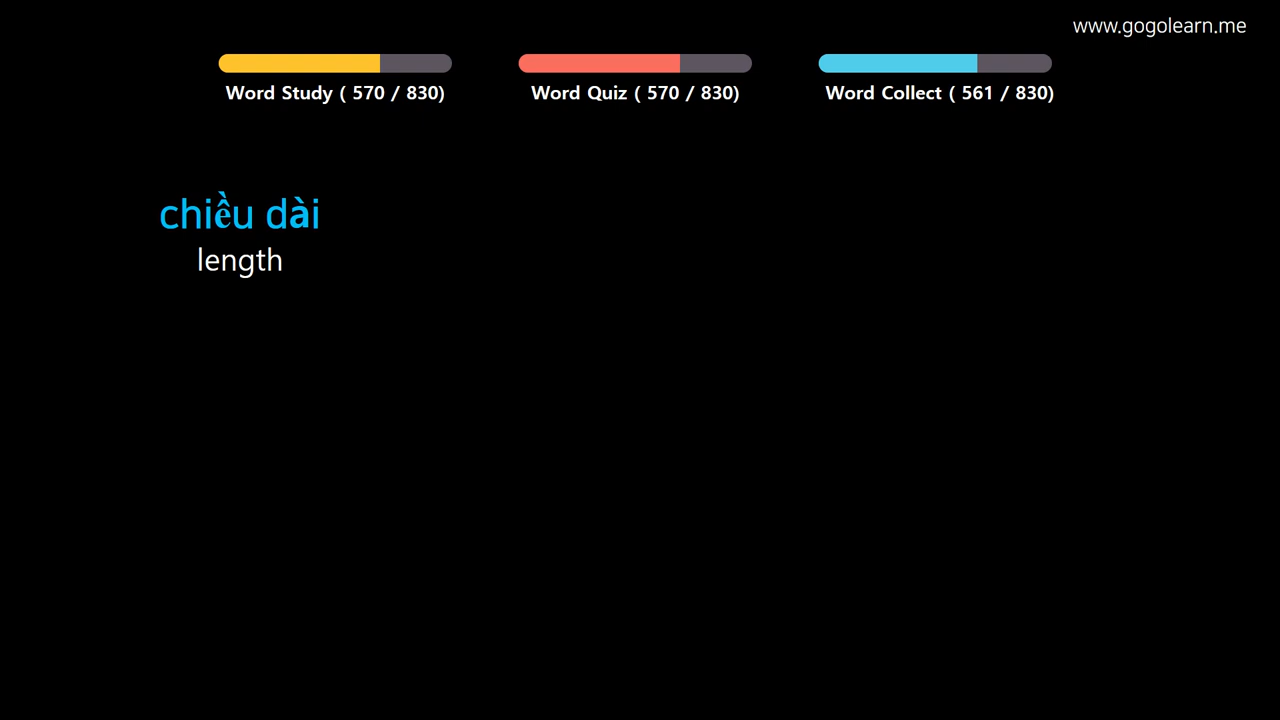 www.gogolearn.me
Word Study ( 570 / 830)
Word Quiz ( 570 / 830)
Word Collect ( 561 / 830)
chiều dài
length